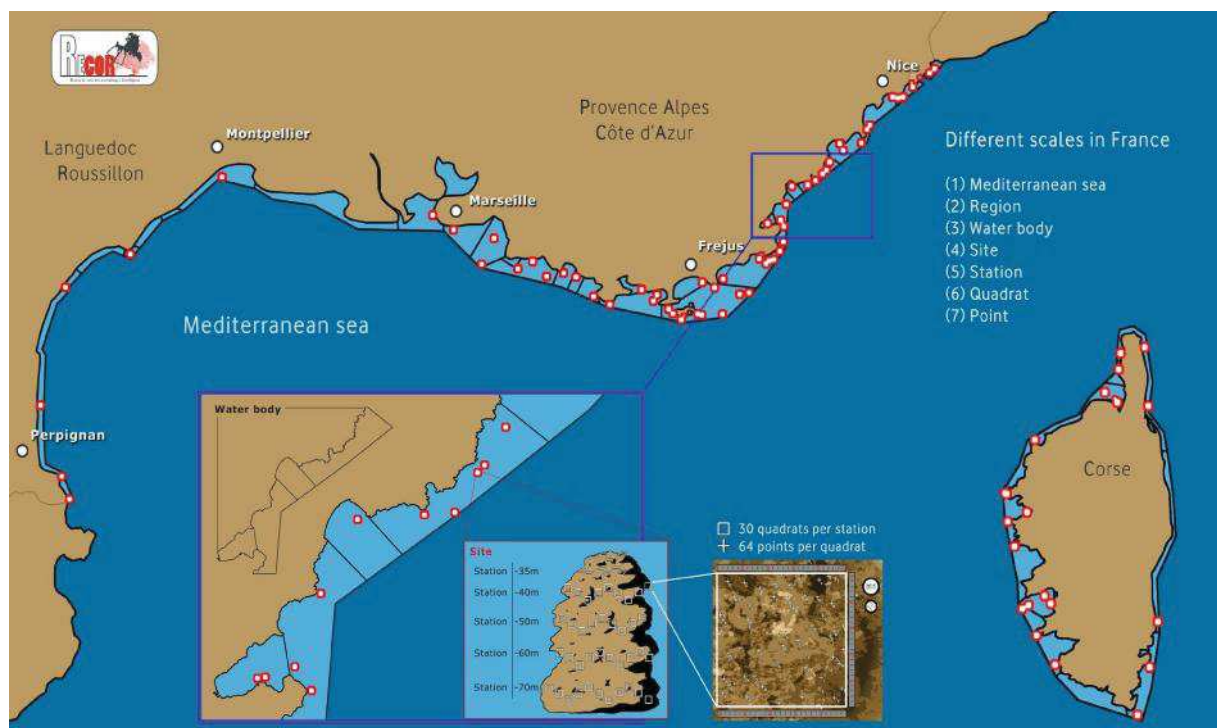 RECOR
Nice
Provence Alpes
Côte d'Azur
Montpellier
Languedoc
Roussillon
Different scales in France
(1) Mediterranean sea
(2) Region
(3) Water body
(4) Site
(5) Station
(6) Quadrat
(7) Point
Marseille
Frejus
Mediterranean sea
Water body
Perpignan
Corse
30 quadrats per station
64 points per quadrat
Site
Station -35m
Station -40m
Station -50m
Station -60m
Station -70m